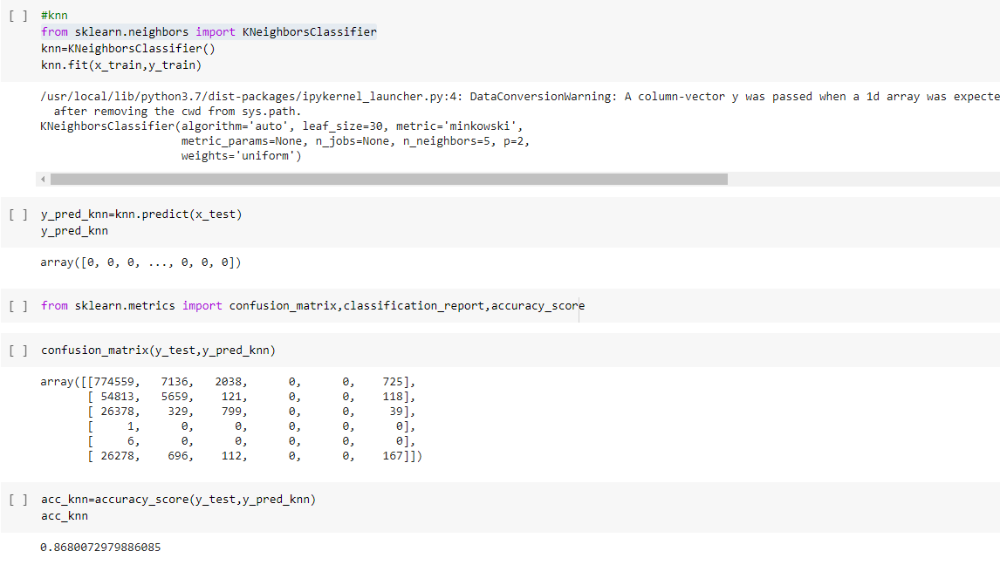 [ ] #knn
from sklearn.neighbors import KNeighborsClassifier
knn=KNeighborsClassifier()
knn.fit(x_train,y_train)
/usr/local/lib/python3.7/dist-packages/ipykernel_launcher.py:4: DataConversionWarning: A column-vector y was passed when a 1d array was expecte
  after removing the cwd from sys.path.
KNeighborsClassifier(algorithm='auto', leaf_size=30, metric='minkowski',
                     metric_params=None, n_jobs=None, n_neighbors=5, p=2,
                     weights='uniform')
[ ] y_pred_knn=knn.predict(x_test)
y_pred_knn
array([0, 0, 0, ..., 0, 0, 0])
[ ] from sklearn.metrics import confusion_matrix,classification_report,accuracy_score
[ ] confusion_matrix(y_test,y_pred_knn)
array([[774559,   7136,   2038,      0,      0,    725],
       [ 54813,   5659,    121,      0,      0,    118],
       [ 26378,    329,    799,      0,      0,     39],
       [     1,      0,      0,      0,      0,      0],
       [     6,      0,      0,      0,      0,      0],
       [ 26278,    696,    112,      0,      0,    167]])
[ ] acc_knn=accuracy_score(y_test,y_pred_knn)
acc_knn
0.8680072979886085